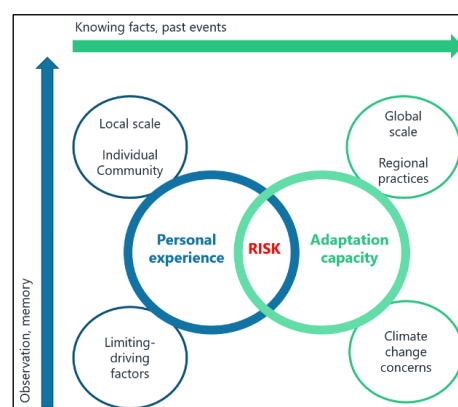 Knowing facts, past events
Observation, memory
Local scale
Individual
Community
Global
scale
Regional
practices
Personal
experience
RISK
Adaptation
capacity
Limiting-
driving
factors
Climate
change
concerns